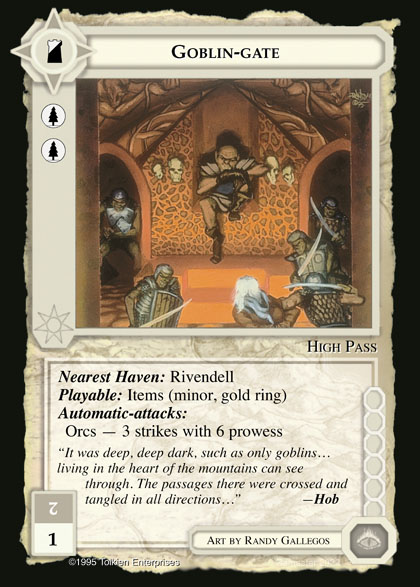 GOBLIN-GATE
HIGH PASS
Nearest Haven: Rivendell
Playable: Items (minor, gold ring)
Automatic-attacks:
Orcs — 3 strikes with 6 prowess
“It was deep, deep dark, such as only goblins…
living in the heart of the mountains can see
through. The passages there were crossed and
tangled in all directions…” —Hob
2
1
©1995 Tolkien Enterprises
ART BY RANDY GALLEGOS